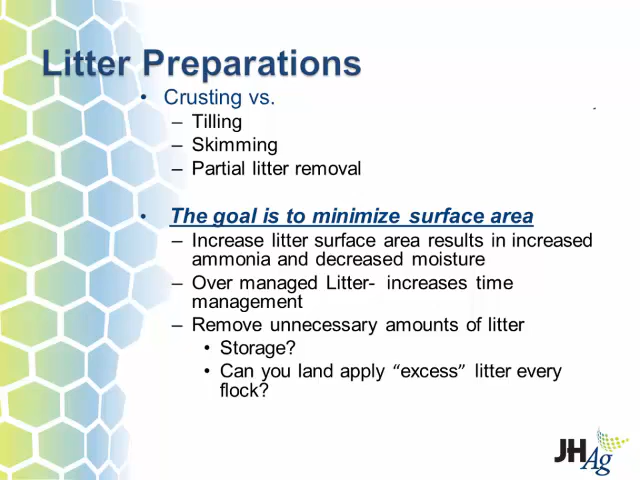 Litter Preparations
• Crusting vs.
– Tilling
– Skimming
– Partial litter removal
• The goal is to minimize surface area
– Increase litter surface area results in increased
ammonia and decreased moisture
– Over managed Litter- increases time
management
– Remove unnecessary amounts of litter
• Storage?
• Can you land apply “excess” litter every
flock?
JH Ag